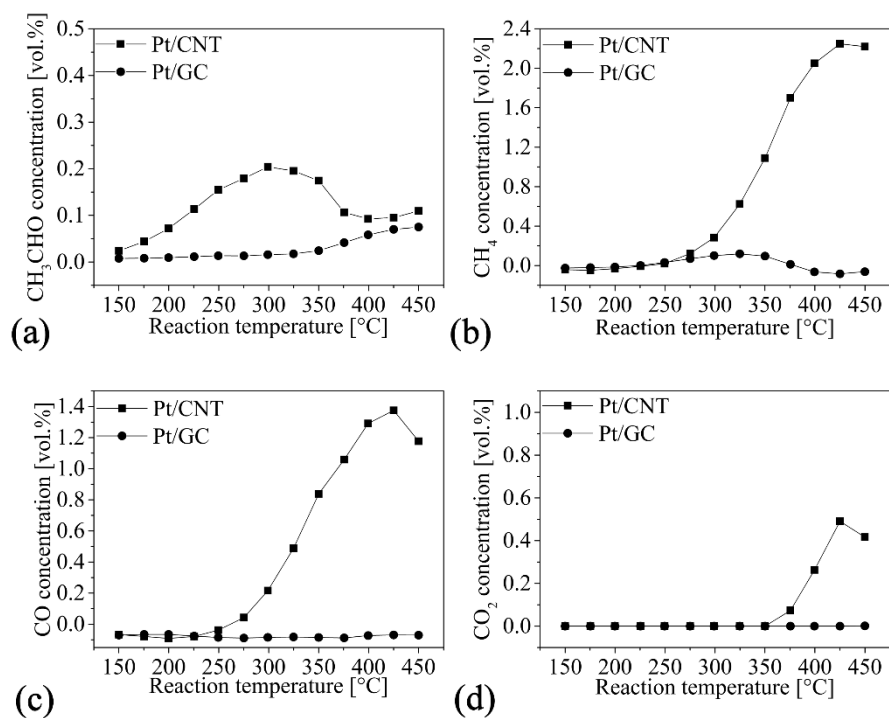 Pt/CNT
Pt/GC
CH₃CHO concentration [vol.%]
0.5
0.4
0.3
0.2
0.1
0.0
150 200 250 300 350 400 450
Reaction temperature [°C]
(a)
Pt/CNT
Pt/GC
CH₄ concentration [vol.%]
2.4
1.8
1.2
0.6
0.0
150 200 250 300 350 400 450
Reaction temperature [°C]
(b)
Pt/CNT
Pt/GC
CO concentration [vol.%]
1.4
1.2
1.0
0.8
0.6
0.4
0.2
0.0
150 200 250 300 350 400 450
Reaction temperature [°C]
(c)
Pt/CNT
Pt/GC
CO₂ concentration [vol.%]
1.0
0.8
0.6
0.4
0.2
0.0
150 200 250 300 350 400 450
Reaction temperature [°C]
(d)